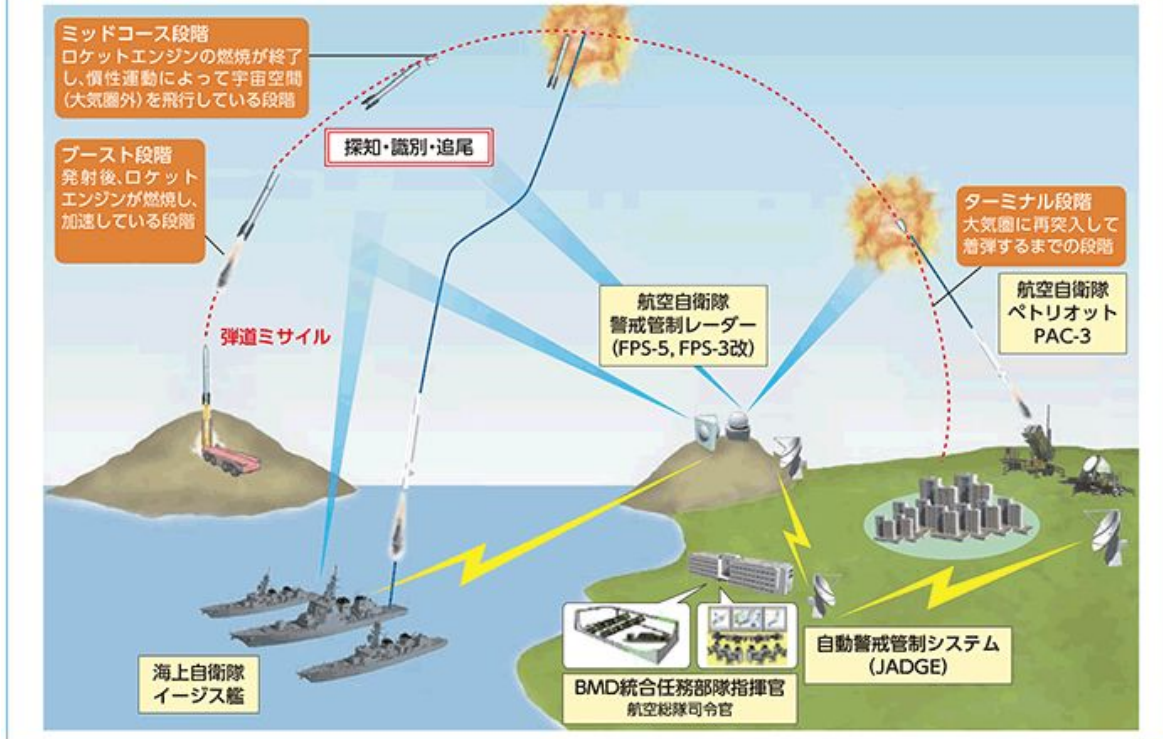 ミッドコース段階
ロケットエンジンの燃焼が終了
し、慣性運動によって宇宙空間
(大気圏外)を飛行している段階
探知・識別・追尾
ブースト段階
発射後、ロケット
エンジンが燃焼し、
加速している段階
ターミナル段階
大気圏に再突入して
着弾するまでの段階
弾道ミサイル
航空自衛隊
警戒管制レーダー
(FPS-5, FPS-3改)
航空自衛隊
ペトリオット
PAC-3
海上自衛隊
イージス艦
BMD統合任務部隊指揮官
航空総隊司令官
自動警戒管制システム
(JADGE)